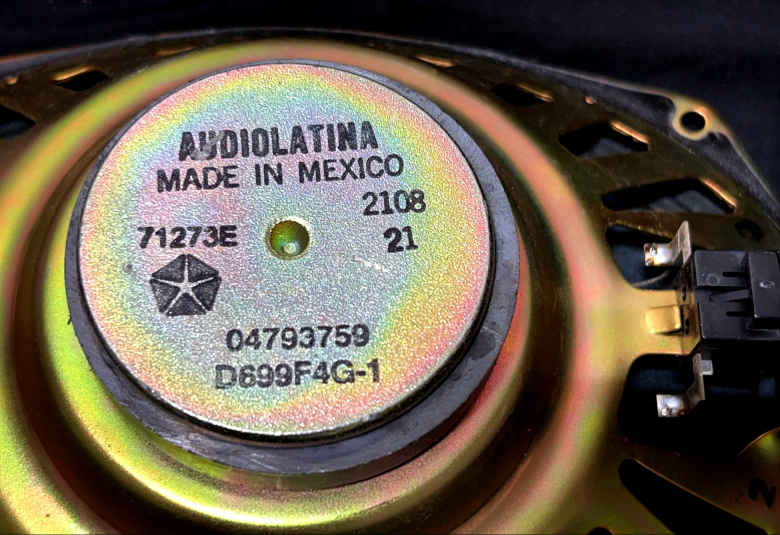 AUDIOLATINA
MADE IN MEXICO
2108
71273E
21
04793759
D699F4G-1